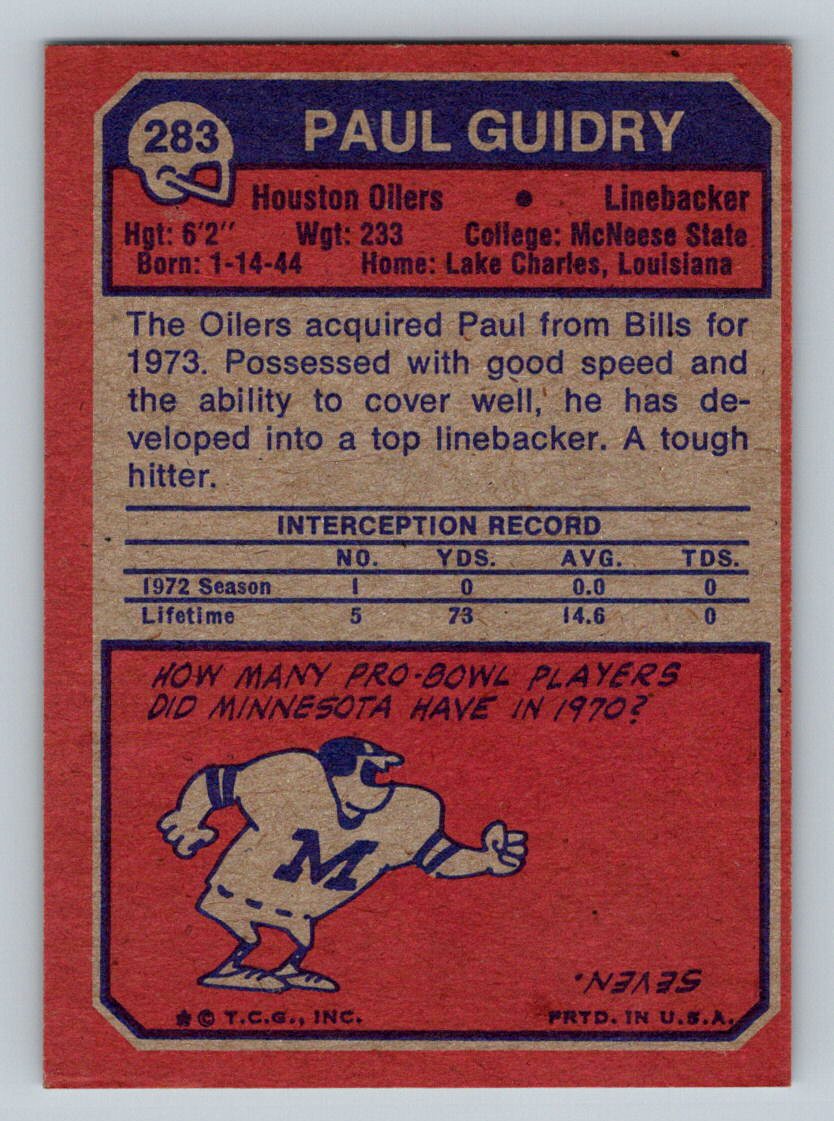 283
PAUL GUIDRY
Houston Oilers • Linebacker
Hgt: 6'2" Wgt: 233 College: McNeese State
Born: 1-14-44 Home: Lake Charles, Louisiana
The Oilers acquired Paul from Bills for
1973. Possessed with good speed and
the ability to cover well, he has de-
veloped into a top linebacker. A tough
hitter.
INTERCEPTION RECORD
NO. YDS. AVG. TDS.
1972 Season 1 0 0.0 0
Lifetime 5 73 14.6 0
HOW MANY PRO-BOWL PLAYERS
DID MINNESOTA HAVE IN 1970?
M
SEVEN.
★ © T.C.G., INC. PRTD. IN U.S.A.